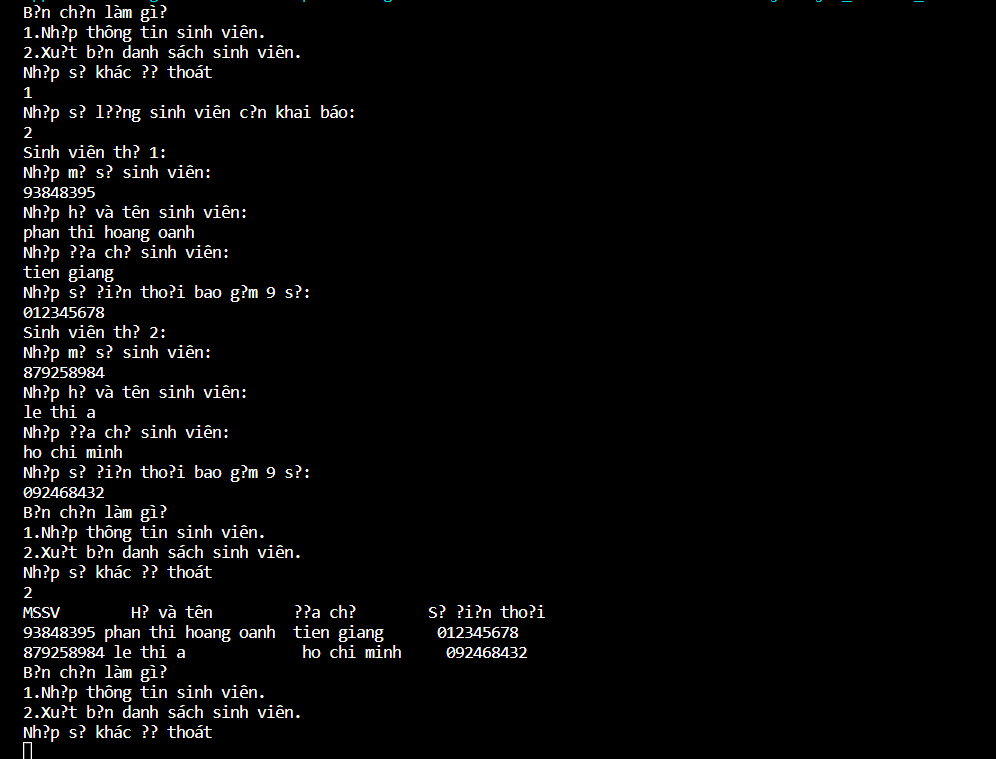 B?n ch?n làm gì?
1.Nh?p thông tin sinh viên.
2.Xu?t b?n danh sách sinh viên.
Nh?p s? khác ?? thoát
1
Nh?p s? l??ng sinh viên c?n khai báo:
2
Sinh viên th? 1:
Nh?p m? s? sinh viên:
93848395
Nh?p h? và tên sinh viên:
phan thi hoang oanh
Nh?p ??a ch? sinh viên:
tien giang
Nh?p s? ?i?n tho?i bao g?m 9 s?:
012345678
Sinh viên th? 2:
Nh?p m? s? sinh viên:
879258984
Nh?p h? và tên sinh viên:
le thi a
Nh?p ??a ch? sinh viên:
ho chi minh
Nh?p s? ?i?n tho?i bao g?m 9 s?:
092468432
B?n ch?n làm gì?
1.Nh?p thông tin sinh viên.
2.Xu?t b?n danh sách sinh viên.
Nh?p s? khác ?? thoát
2
MSSV H? và tên ??a ch? S? ?i?n tho?i
93848395 phan thi hoang oanh tien giang 012345678
879258984 le thi a ho chi minh 092468432
B?n ch?n làm gì?
1.Nh?p thông tin sinh viên.
2.Xu?t b?n danh sách sinh viên.
Nh?p s? khác ?? thoát